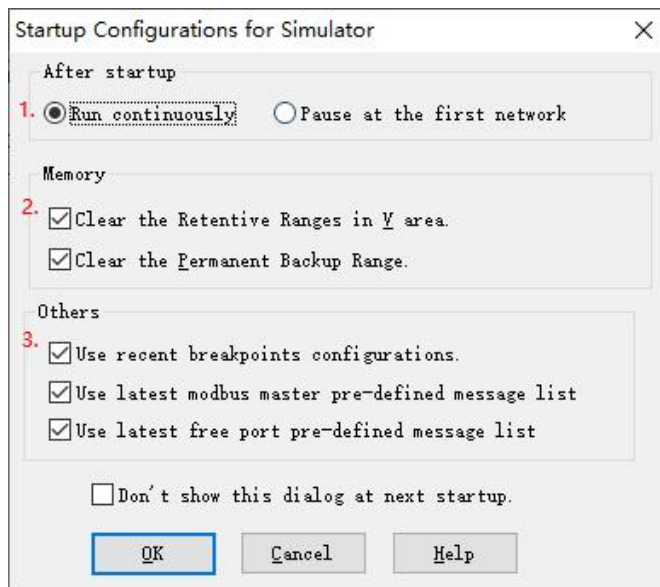 Startup Configurations for Simulator
After startup
1. Run continuously Pause at the first network
Memory
2. Clear the Retentive Ranges in V area.
Clear the Permanent Backup Range.
Others
3. Use recent breakpoints configurations.
Use latest modbus master pre-defined message list
Use latest free port pre-defined message list
Don't show this dialog at next startup.
OK Cancel Help